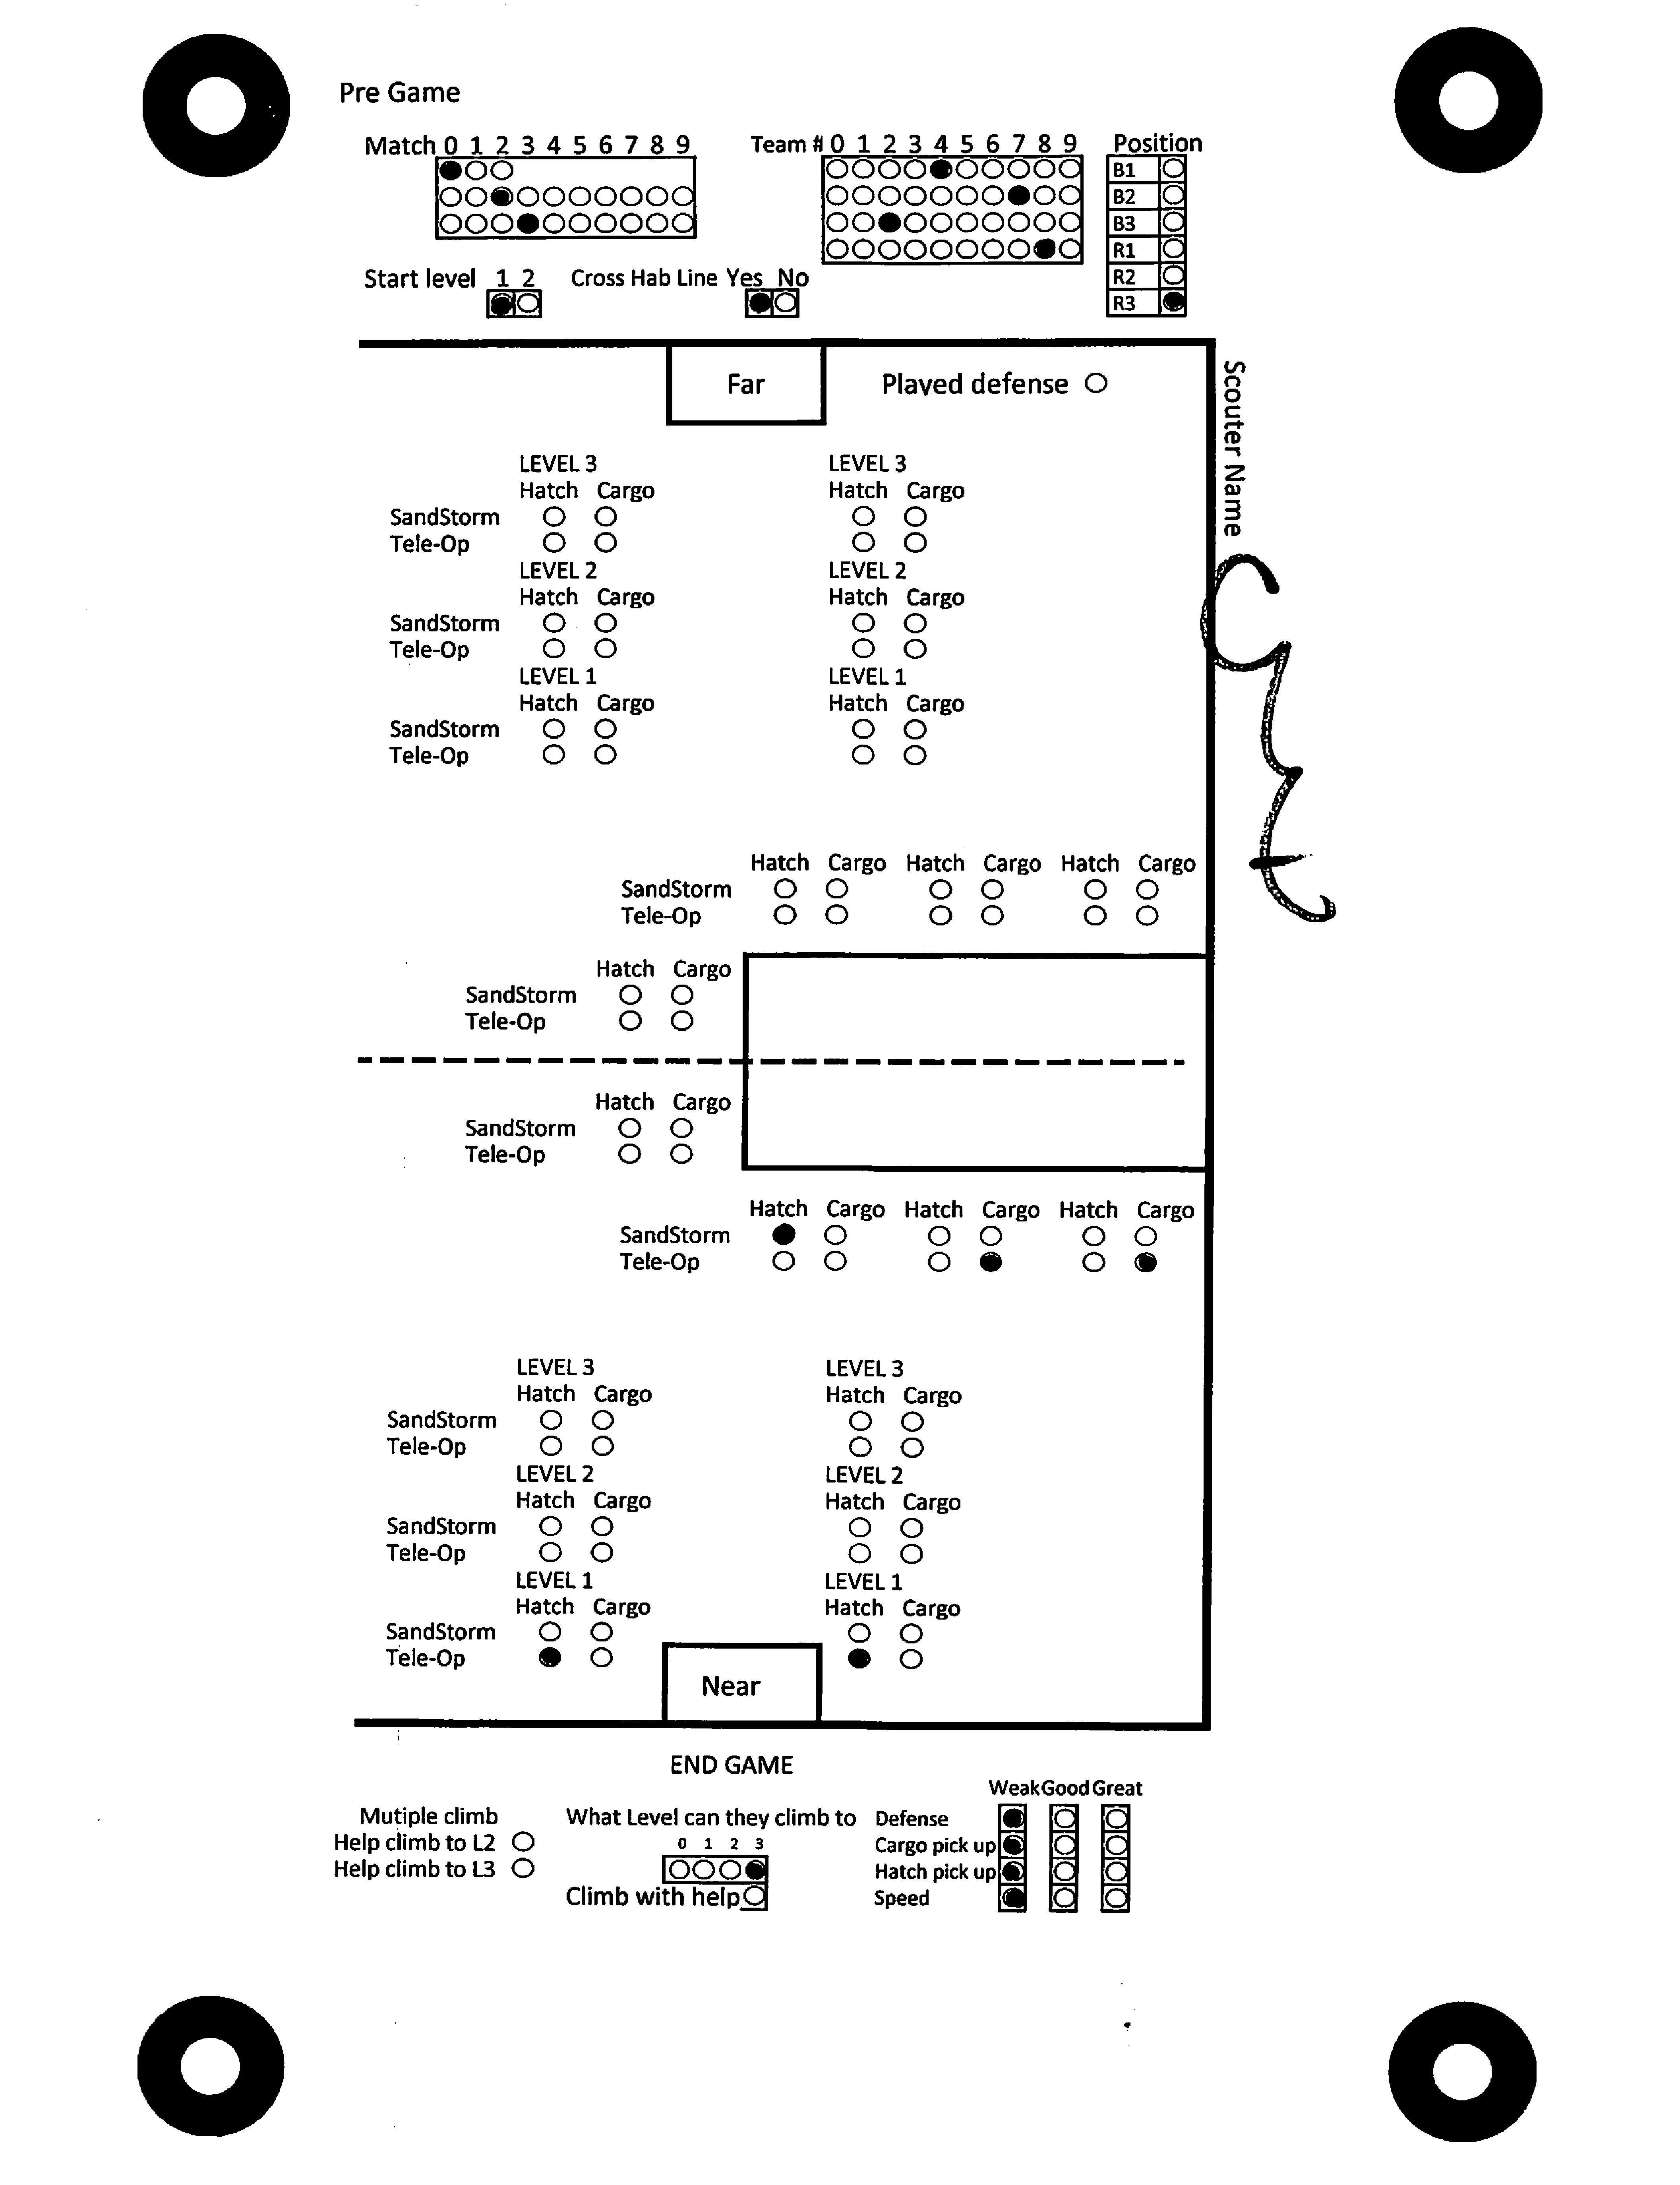 Pre Game
Match 0 1 2 3 4 5 6 7 8 9
Team # 0 1 2 3 4 5 6 7 8 9
Position
B1
B2
B3
R1
R2
R3
Start level 1 2
Cross Hab Line Yes No
Far
Played defense
Scouter Name
LEVEL 3 LEVEL 3
Hatch Cargo Hatch Cargo
SandStorm
Tele-Op
LEVEL 2 LEVEL 2
Hatch Cargo Hatch Cargo
SandStorm
Tele-Op
LEVEL 1 LEVEL 1
Hatch Cargo Hatch Cargo
SandStorm
Tele-Op
Hatch Cargo Hatch Cargo Hatch Cargo
SandStorm
Tele-Op
Hatch Cargo
SandStorm
Tele-Op
Hatch Cargo
SandStorm
Tele-Op
Hatch Cargo Hatch Cargo Hatch Cargo
SandStorm
Tele-Op
LEVEL 3 LEVEL 3
Hatch Cargo Hatch Cargo
SandStorm
Tele-Op
LEVEL 2 LEVEL 2
Hatch Cargo Hatch Cargo
SandStorm
Tele-Op
LEVEL 1 LEVEL 1
Hatch Cargo Hatch Cargo
SandStorm
Tele-Op
Near
END GAME
Mutiple climb
Help climb to L2
Help climb to L3
What Level can they climb to
0 1 2 3
Climb with help
Weak Good Great
Defense
Cargo pick up
Hatch pick up
Speed